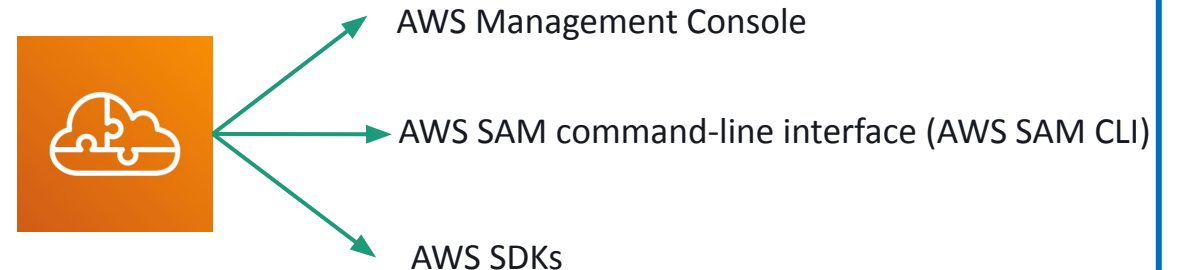 AWS Management Console
AWS SAM command-line interface (AWS SAM CLI)
AWS SDKs